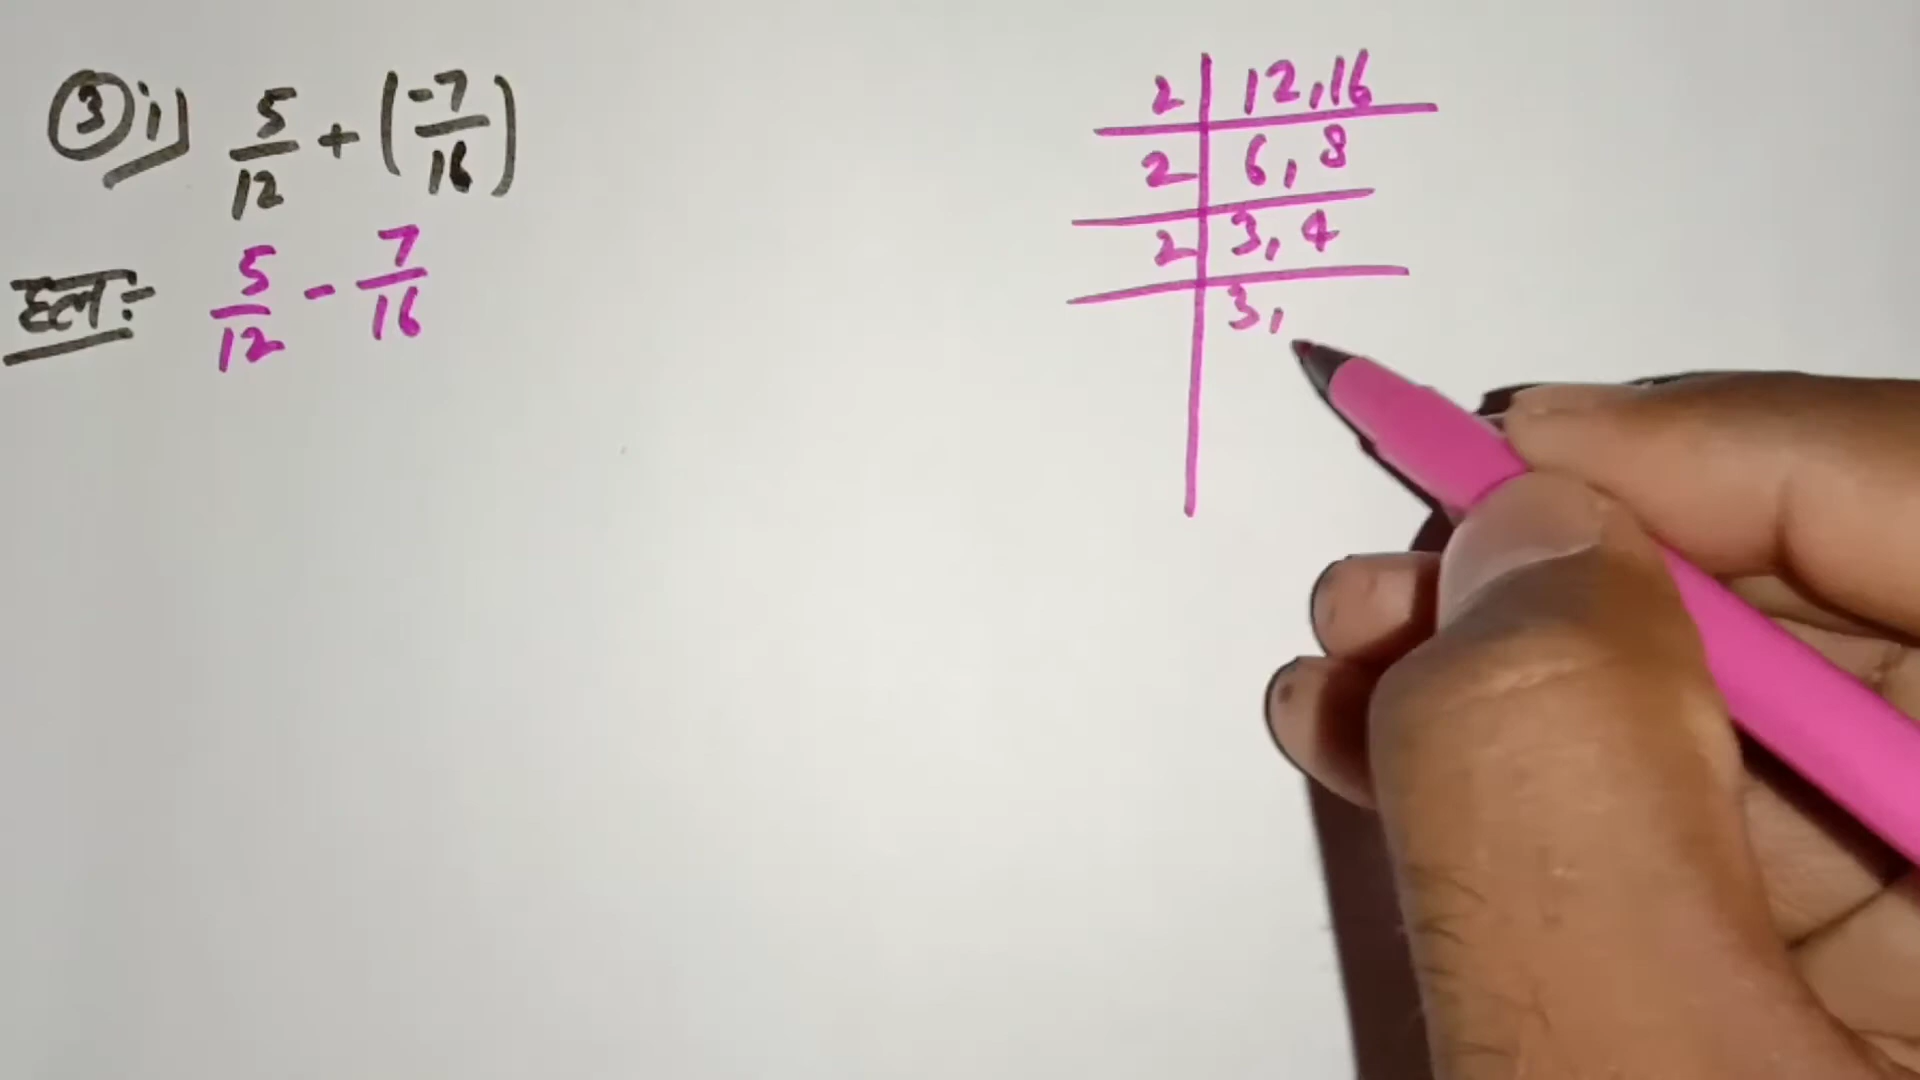 ③ i) 5/12 + (-7/16)
हलः- 5/12 - 7/16
2 | 12, 16
2 | 6, 8
2 | 3, 4
| 3,